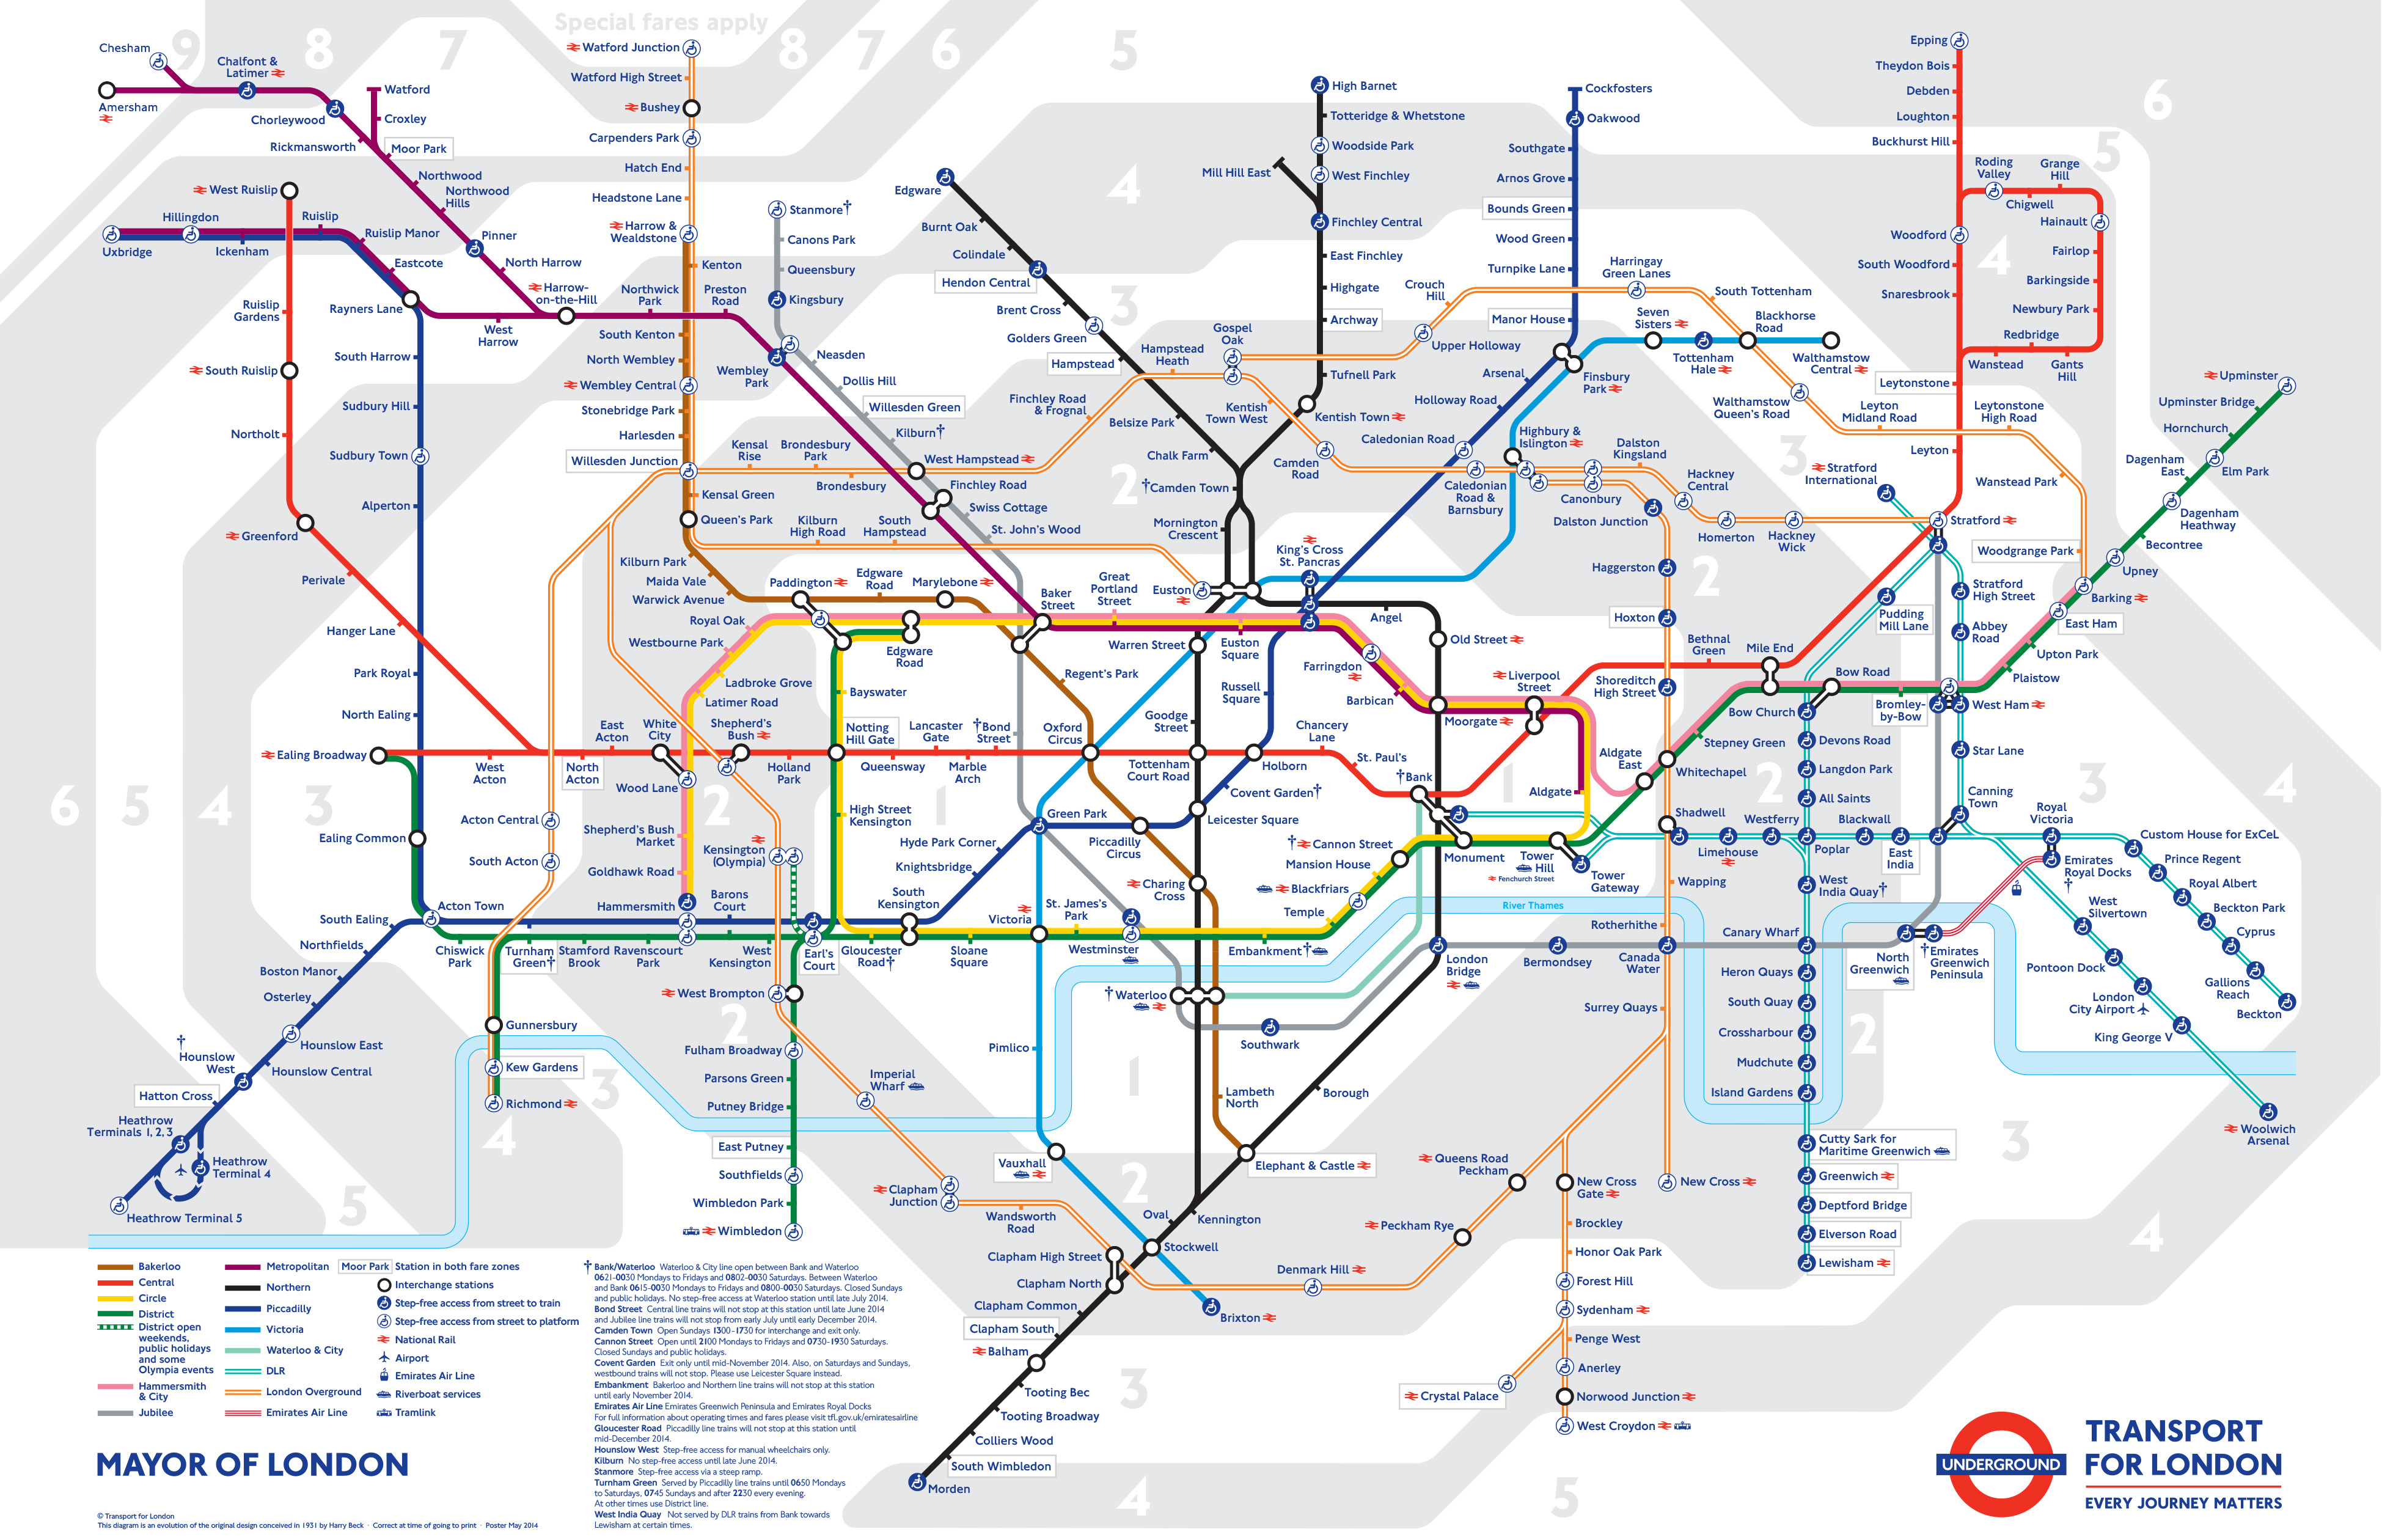 Special fares apply
9
8
7
8
7
6
5
6
5
4
4
3
3
2
2
3
2
1
1
2
3
4
6
5
4
3
2
2
1
2
3
4
5
2
3
4
3
4
5
Chesham
Chalfont &
Latimer
Amersham
Chorleywood
Rickmansworth
Watford
Croxley
Moor Park
Northwood
Northwood
Hills
Pinner
North Harrow
Harrow-
on-the-Hill
West Ruislip
Hillingdon
Ruislip
Uxbridge
Ickenham
Ruislip Manor
Eastcote
Rayners Lane
West
Harrow
Ruislip
Gardens
South Ruislip
Northolt
Greenford
Perivale
Hanger Lane
South Harrow
Sudbury Hill
Sudbury Town
Alperton
Park Royal
North Ealing
Ealing Broadway
West
Acton
North
Acton
East
Acton
White
City
Shepherd's
Bush
Holland
Park
Notting
Hill Gate
Queensway
Lancaster
Gate
Marble
Arch
†Bond
Street
Oxford
Circus
Tottenham
Court Road
Holborn
Chancery
Lane
St. Paul's
†Bank
Liverpool
Street
Bethnal
Green
Mile End
Stratford
Leyton
Leytonstone
Snaresbrook
South Woodford
Woodford
Buckhurst Hill
Loughton
Debden
Theydon Bois
Epping
Roding
Valley
Chigwell
Grange
Hill
Hainault
Fairlop
Barkingside
Newbury Park
Gants
Hill
Redbridge
Wanstead
Watford Junction
Watford High Street
Bushey
Carpenders Park
Hatch End
Headstone Lane
Harrow &
Wealdstone
Kenton
Northwick
Park
Preston
Road
South Kenton
North Wembley
Wembley Central
Stonebridge Park
Harlesden
Willesden Junction
Kensal Green
Queen's Park
Kilburn Park
Maida Vale
Warwick Avenue
Paddington
Edgware
Road
Marylebone
Baker
Street
Regent's Park
Stanmore†
Canons Park
Queensbury
Kingsbury
Wembley
Park
Neasden
Dollis Hill
Willesden Green
Kilburn†
West Hampstead
Finchley Road
Swiss Cottage
St. John's Wood
Kensal
Rise
Brondesbury
Park
Brondesbury
Kilburn
High Road
South
Hampstead
Finchley Road
& Frognal
Hampstead
Heath
Gospel
Oak
Kentish
Town West
Camden
Road
Caledonian
Road &
Barnsbury
Highbury &
Islington
Canonbury
Dalston
Kingsland
Dalston Junction
Hackney
Central
Homerton
Hackney
Wick
Crouch
Hill
Upper Holloway
Harringay
Green Lanes
South Tottenham
Blackhorse
Road
Walthamstow
Queen's Road
Leyton
Midland Road
Leytonstone
High Road
Wanstead Park
Woodgrange Park
Edgware
Burnt Oak
Colindale
Hendon Central
Brent Cross
Golders Green
Hampstead
Belsize Park
Chalk Farm
†Camden Town
Mornington
Crescent
Euston
High Barnet
Totteridge & Whetstone
Woodside Park
West Finchley
Mill Hill East
Finchley Central
East Finchley
Highgate
Archway
Tufnell Park
Kentish Town
Cockfosters
Oakwood
Southgate
Arnos Grove
Bounds Green
Wood Green
Turnpike Lane
Manor House
Arsenal
Finsbury
Park
Holloway Road
Caledonian Road
King's Cross
St. Pancras
Seven
Sisters
Tottenham
Hale
Walthamstow
Central
Angel
Old Street
Moorgate
Warren Street
Goodge
Street
Russell
Square
Euston
Square
Great
Portland
Street
Farringdon
Barbican
Royal Oak
Westbourne Park
Ladbroke Grove
Latimer Road
Wood Lane
Shepherd's Bush
Market
Goldhawk Road
Hammersmith
Edgware
Road
Bayswater
High Street
Kensington
Barons
Court
Covent Garden†
Leicester Square
Piccadilly
Circus
Green Park
Hyde Park Corner
Knightsbridge
South
Kensington
Gloucester
Road†
Earl's
Court
West
Kensington
Kensington
(Olympia)
Acton Central
South Acton
Ealing Common
Acton Town
South Ealing
Northfields
Boston Manor
Osterley
Hounslow East
Hounslow Central
†
Hounslow
West
Hatton Cross
Heathrow
Terminals 1, 2, 3
Heathrow
Terminal 4
Heathrow Terminal 5
Chiswick
Park
Turnham
Green†
Stamford
Brook
Ravenscourt
Park
Gunnersbury
Kew Gardens
Richmond
West Brompton
Fulham Broadway
Parsons Green
Putney Bridge
East Putney
Southfields
Wimbledon Park
Wimbledon
Imperial
Wharf
Clapham
Junction
Wandsworth
Road
Sloane
Square
Victoria
St. James's
Park
Westminster
Embankment†
Temple
Blackfriars
Mansion House
†Cannon Street
Monument
Tower
Hill
Fenchurch Street
Tower
Gateway
Aldgate
Aldgate
East
Charing
Cross
†Waterloo
Southwark
London
Bridge
Bermondsey
Canada
Water
Borough
Lambeth
North
Elephant & Castle
Pimlico
Vauxhall
Stockwell
Brixton
Kennington
Oval
Clapham High Street
Clapham North
Clapham Common
Clapham South
Balham
Tooting Bec
Tooting Broadway
Colliers Wood
South Wimbledon
Morden
Denmark Hill
Peckham Rye
Queens Road
Peckham
River Thames
Haggerston
Hoxton
Shoreditch
High Street
Whitechapel
Shadwell
Wapping
Rotherhithe
Surrey Quays
New Cross
Gate
New Cross
Brockley
Honor Oak Park
Forest Hill
Sydenham
Penge West
Anerley
Norwood Junction
West Croydon
Crystal Palace
Stepney Green
Bow Road
Bow Church
Bromley-
by-Bow
West Ham
Plaistow
Upton Park
East Ham
Barking
Upney
Becontree
Dagenham
Heathway
Dagenham
East
Elm Park
Hornchurch
Upminster Bridge
Upminster
Stratford
International
Stratford
High Street
Pudding
Mill Lane
Abbey
Road
Star Lane
Canning
Town
Devons Road
Langdon Park
All Saints
Limehouse
Westferry
Poplar
Blackwall
East
India
Royal
Victoria
Custom House for ExCeL
Prince Regent
Royal Albert
Beckton Park
Cyprus
Gallions
Reach
Beckton
Emirates
Royal Docks
†
West
Silvertown
Pontoon Dock
London
City Airport
King George V
Woolwich
Arsenal
West
India Quay†
Canary Wharf
North
Greenwich
†Emirates
Greenwich
Peninsula
Heron Quays
South Quay
Crossharbour
Mudchute
Island Gardens
Cutty Sark for
Maritime Greenwich
Greenwich
Deptford Bridge
Elverson Road
Lewisham
Bakerloo
Central
Circle
District
District open
weekends,
public holidays
and some
Olympia events
Hammersmith
& City
Jubilee
Metropolitan
Northern
Piccadilly
Victoria
Waterloo & City
DLR
London Overground
Emirates Air Line
Moor Park Station in both fare zones
Interchange stations
Step-free access from street to train
Step-free access from street to platform
National Rail
Airport
Emirates Air Line
Riverboat services
Tramlink
† Bank/Waterloo Waterloo & City line open between Bank and Waterloo
0621-0030 Mondays to Fridays and 0802-0030 Saturdays. Between Waterloo
and Bank 0615-0030 Mondays to Fridays and 0800-0030 Saturdays. Closed Sundays
and public holidays. No step-free access at Waterloo station until late July 2014.
Bond Street Central line trains will not stop at this station until late June 2014
and Jubilee line trains will not stop from early July until early December 2014.
Camden Town Open Sundays 1300-1730 for interchange and exit only.
Cannon Street Open until 2100 Mondays to Fridays and 0730-1930 Saturdays.
Closed Sundays and public holidays.
Covent Garden Exit only until mid-November 2014. Also, on Saturdays and Sundays,
westbound trains will not stop. Please use Leicester Square instead.
Embankment Bakerloo and Northern line trains will not stop at this station
until early November 2014.
Emirates Air Line Emirates Greenwich Peninsula and Emirates Royal Docks
For full information about operating times and fares please visit tfl.gov.uk/emiratesairline
Gloucester Road Piccadilly line trains will not stop at this station until
mid-December 2014.
Hounslow West Step-free access for manual wheelchairs only.
Kilburn No step-free access until late June 2014.
Stanmore Step-free access via a steep ramp.
Turnham Green Served by Piccadilly line trains until 0650 Mondays
to Saturdays, 0745 Sundays and after 2230 every evening.
At other times use District line.
West India Quay Not served by DLR trains from Bank towards
Lewisham at certain times.
MAYOR OF LONDON
© Transport for London
This diagram is an evolution of the original design conceived in 1931 by Harry Beck · Correct at time of going to print · Poster May 2014
UNDERGROUND
TRANSPORT
FOR LONDON
EVERY JOURNEY MATTERS